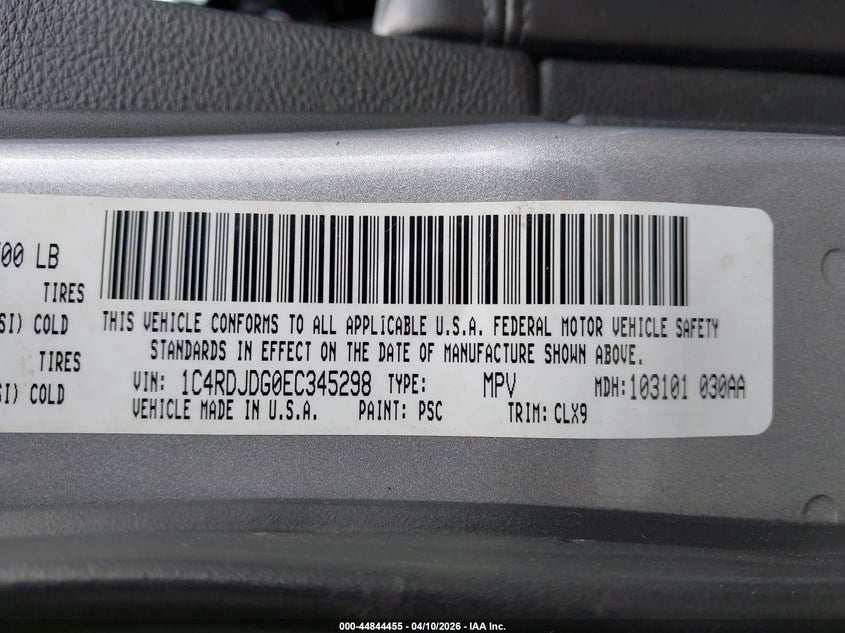 00 LB
TIRES
SI) COLD
TIRES
SI) COLD
THIS VEHICLE CONFORMS TO ALL APPLICABLE U.S.A. FEDERAL MOTOR VEHICLE SAFETY
STANDARDS IN EFFECT ON THE DATE OF MANUFACTURE SHOWN ABOVE.
VIN: 1C4RDJDG0EC345298 TYPE: MPV MDH: 103101 030AA
VEHICLE MADE IN U.S.A. PAINT: PSC TRIM: CLX9
000-44844455 - 04/10/2026 - IAA Inc.